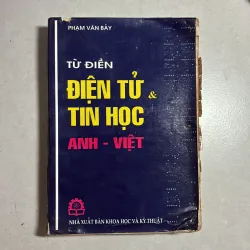 PHẠM VĂN BẢY
TỪ ĐIỂN
ĐIỆN TỬ &
TIN HỌC
ANH - VIỆT
NHÀ XUẤT BẢN KHOA HỌC VÀ KỸ THUẬT